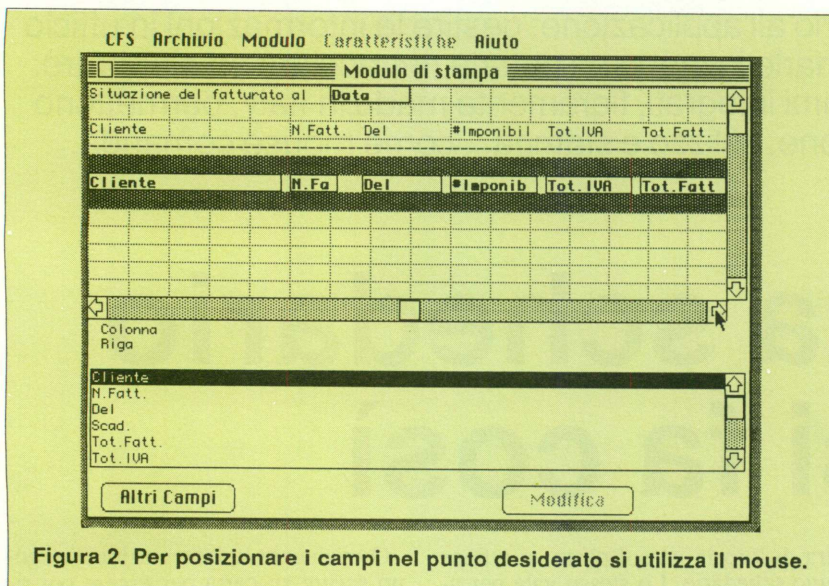 CFS Archivio Modulo Caratteristiche Aiuto
Modulo di stampa
Situazione del fatturato al Data
Cliente N.Fatt. Del #Imponibil Tot.IVA Tot.Fatt.
Cliente N.Fa Del #Imponib Tot.IVA Tot.Fatt
Colonna
Riga
Cliente
N.Fatt.
Del
Scad.
Tot.Fatt.
Tot.IVA
Altri Campi Modifica
Figura 2. Per posizionare i campi nel punto desiderato si utilizza il mouse.